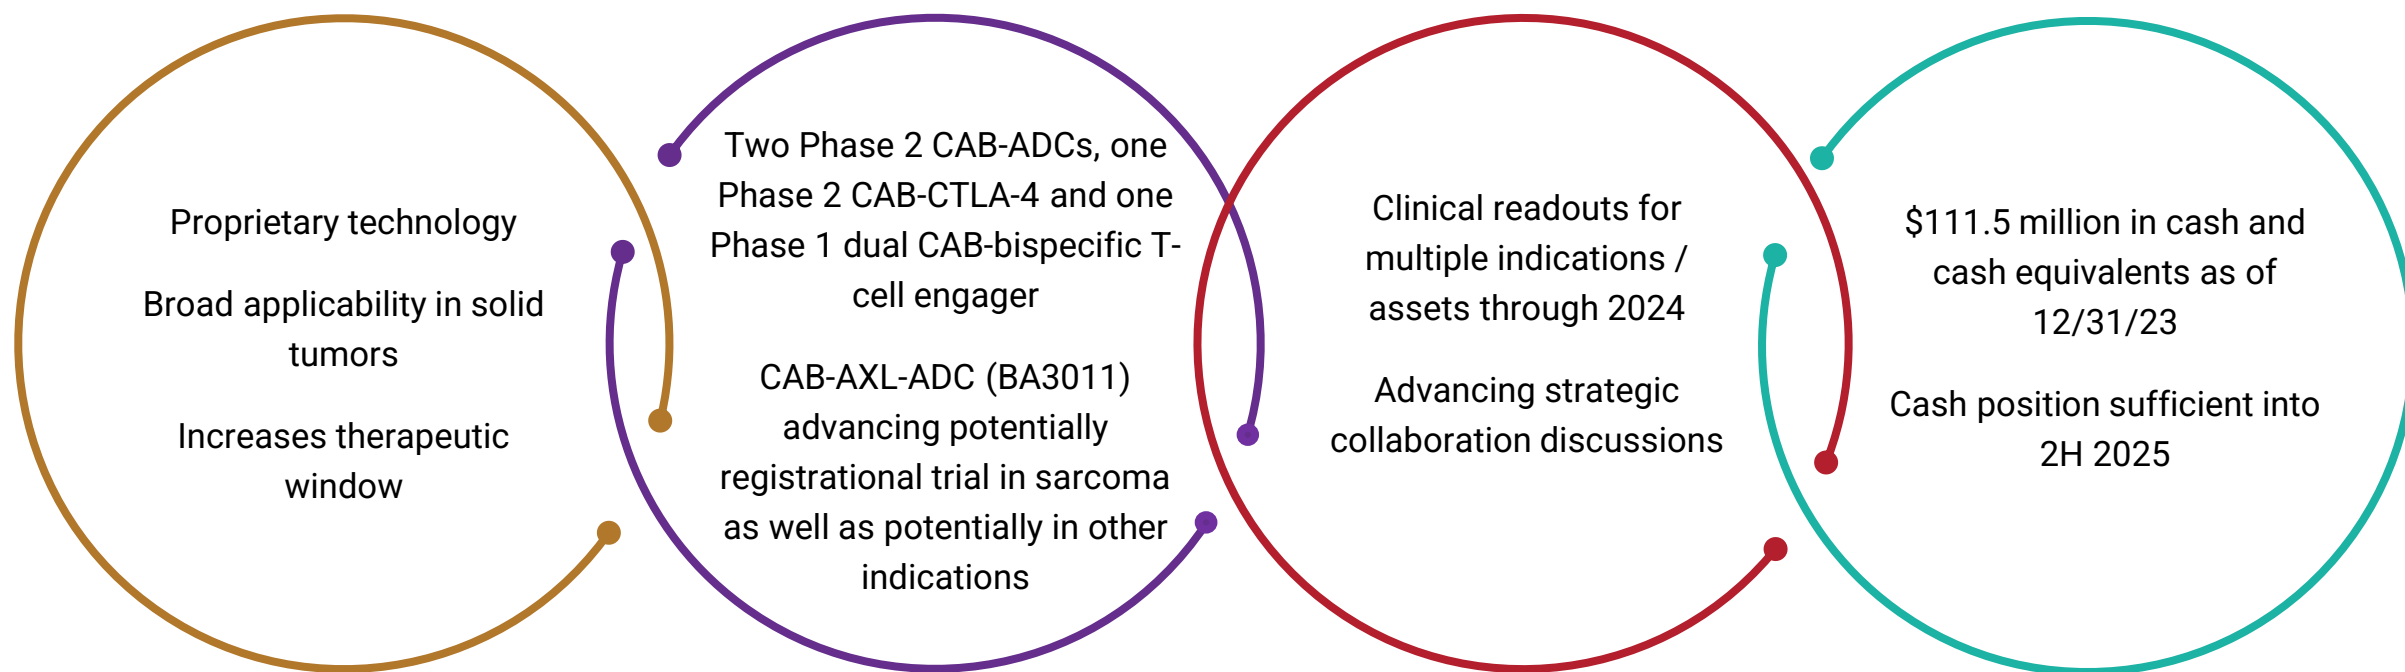 Proprietary technology
Broad applicability in solid
tumors
Increases therapeutic
window
Two Phase 2 CAB-ADCs, one
Phase 2 CAB-CTLA-4 and one
Phase 1 dual CAB-bispecific T-
cell engager
CAB-AXL-ADC (BA3011)
advancing potentially
registrational trial in sarcoma
as well as potentially in other
indications
Clinical readouts for
multiple indications /
assets through 2024
Advancing strategic
collaboration discussions
$111.5 million in cash and
cash equivalents as of
12/31/23
Cash position sufficient into
2H 2025